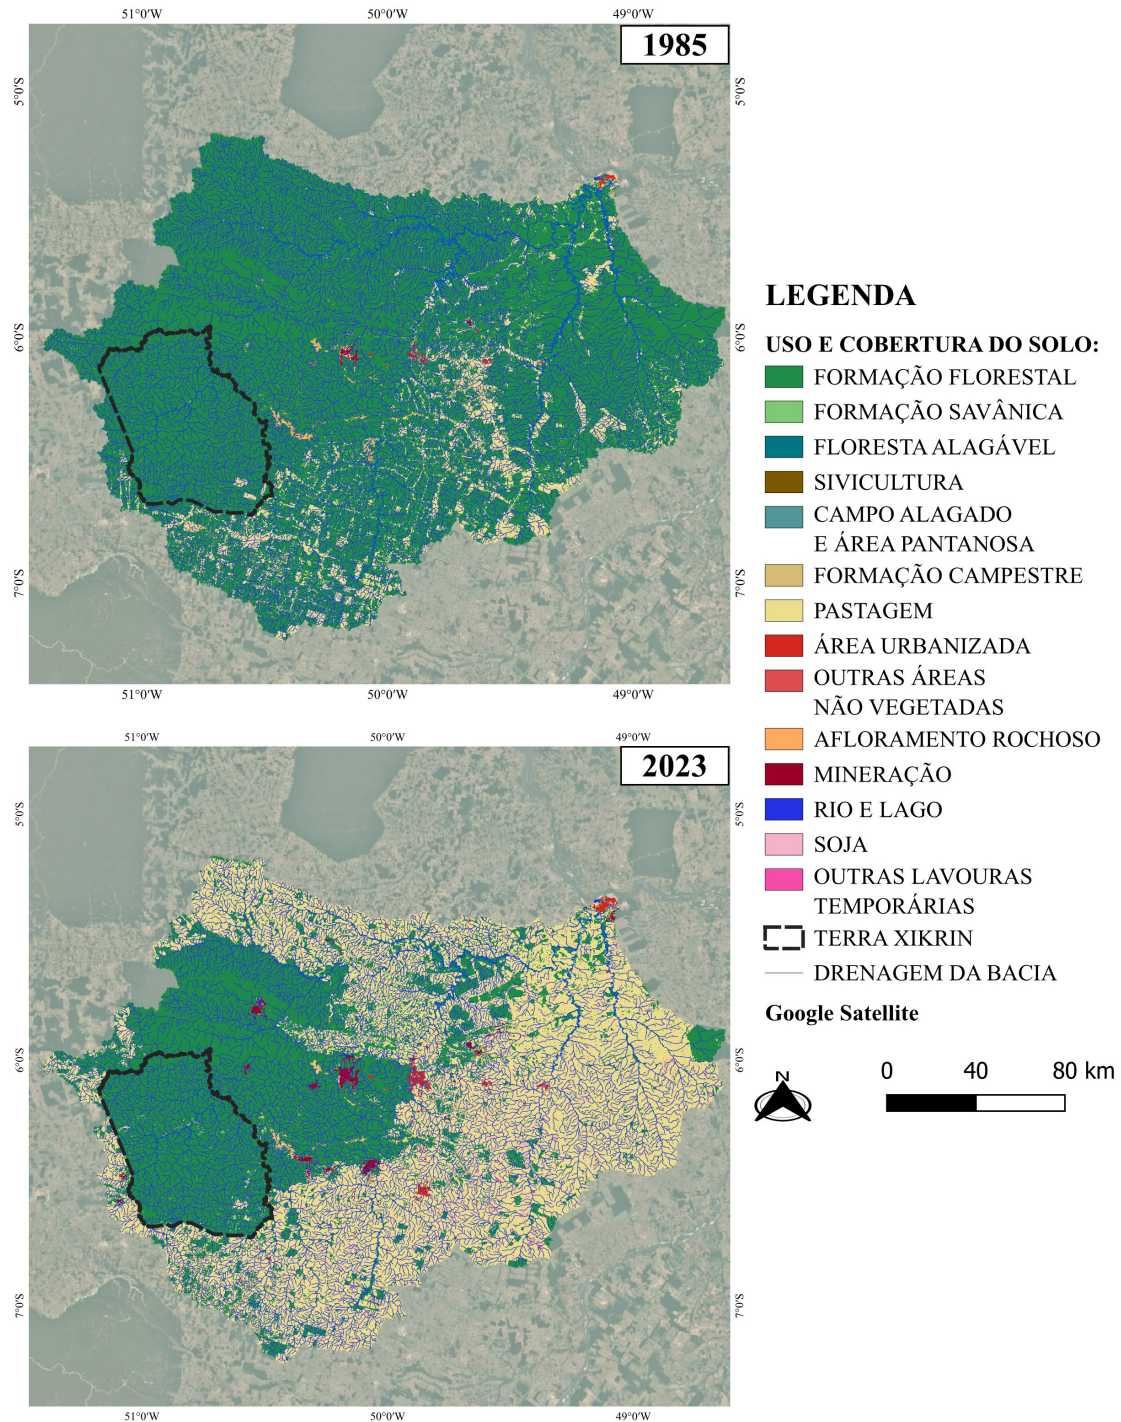 51°0'W 50°0'W 49°0'W
1985
5°0'S 5°0'S
6°0'S 6°0'S
7°0'S 7°0'S
51°0'W 50°0'W 49°0'W
51°0'W 50°0'W 49°0'W
2023
5°0'S 5°0'S
6°0'S 6°0'S
7°0'S 7°0'S
51°0'W 50°0'W 49°0'W
LEGENDA
USO E COBERTURA DO SOLO:
FORMAÇÃO FLORESTAL
FORMAÇÃO SAVÂNICA
FLORESTA ALAGÁVEL
SIVICULTURA
CAMPO ALAGADO
E ÁREA PANTANOSA
FORMAÇÃO CAMPESTRE
PASTAGEM
ÁREA URBANIZADA
OUTRAS ÁREAS
NÃO VEGETADAS
AFLORAMENTO ROCHOSO
MINERAÇÃO
RIO E LAGO
SOJA
OUTRAS LAVOURAS
TEMPORÁRIAS
TERRA XIKRIN
DRENAGEM DA BACIA
Google Satellite
N
0 40 80 km